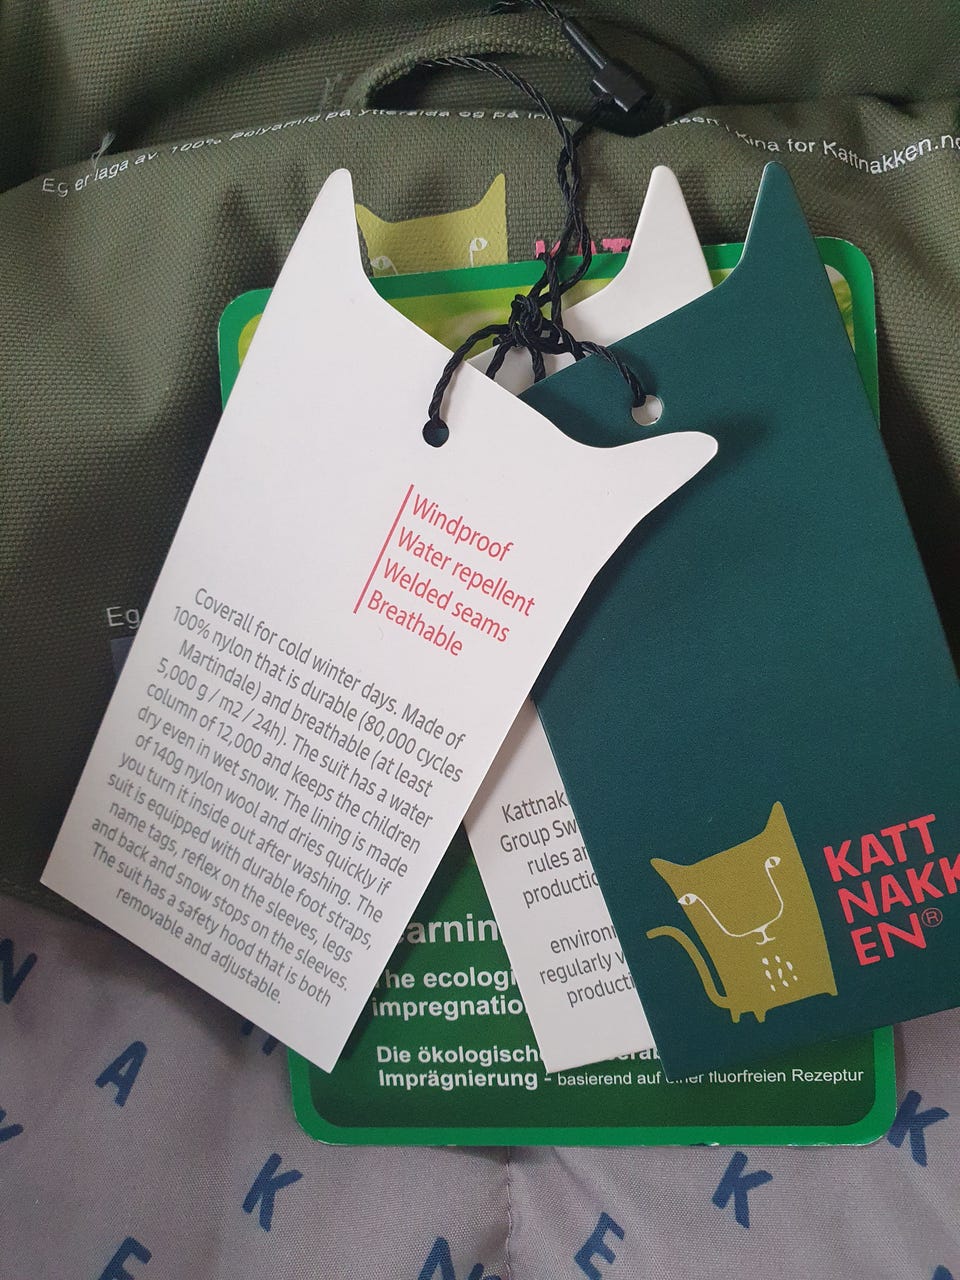 Eg er laga av. 100% Polyamid på yttersida og på in
Kina for Kattnakken.no
Eg
Windproof
Water repellent
Welded seams
Breathable
Coverall for cold winter days. Made of
100% nylon that is durable (80,000 cycles
Martindale) and breathable (at least
5,000 g / m2 / 24h). The suit has a water
column of 12,000 and keeps the children
dry even in wet snow. The lining is made
of 140g nylon wool and dries quickly if
you turn it inside out after washing. The
suit is equipped with durable foot straps,
name tags, reflex on the sleeves, legs
and back and snow stops on the sleeves.
The suit has a safety hood that is both
removable and adjustable.
Kattnak
Group Sw
rules ar
productio
environ
regularly v
producti
KATT
NAKK
EN®
earnin
The ecologi
impregnatio
Die ökologisch
Imprägnierung - basierend auf einer fluorfreien Rezeptur
N
A
K
E
K
K
E
N